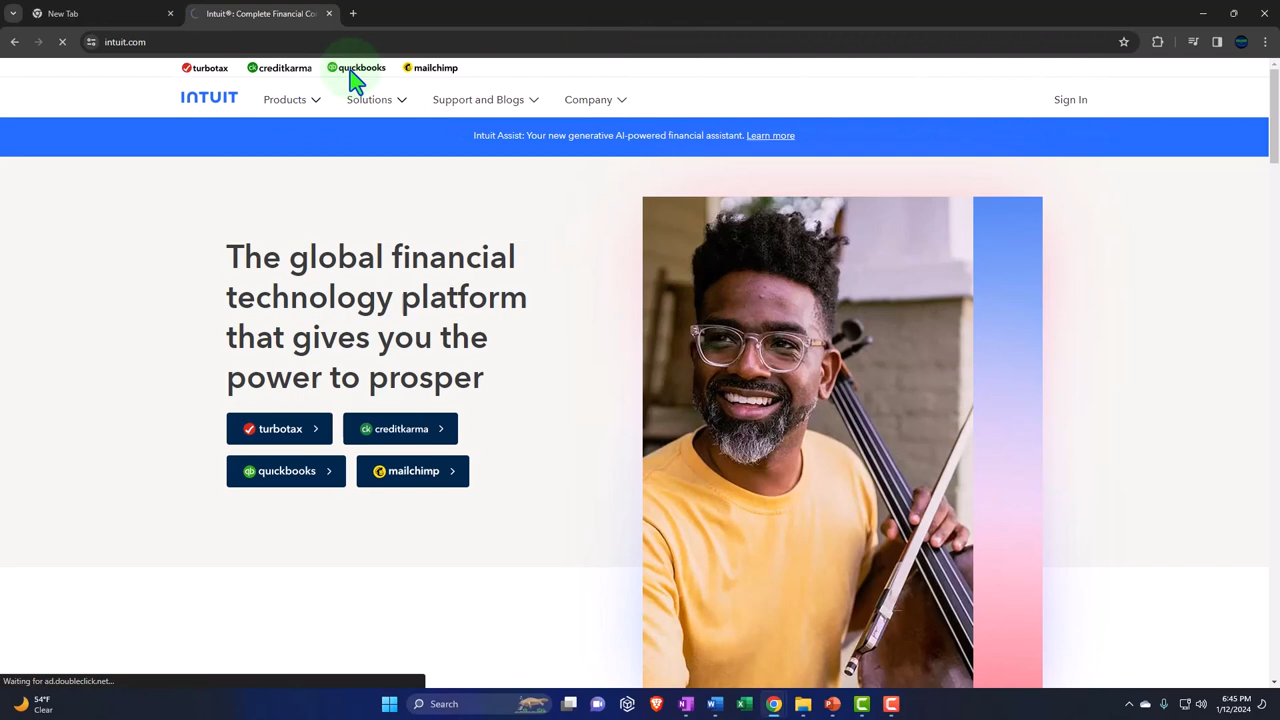 New Tab
Intuit®: Complete Financial Co
intuit.com
turbotax
creditkarma
quickbooks
mailchimp
INTUIT
Products
Solutions
Support and Blogs
Company
Sign In
Intuit Assist: Your new generative AI-powered financial assistant. Learn more
The global financial
technology platform
that gives you the
power to prosper
turbotax
creditkarma
quickbooks
mailchimp
Waiting for ad.doubleclick.net...
54°F
Clear
Search
6:45 PM
1/12/2024